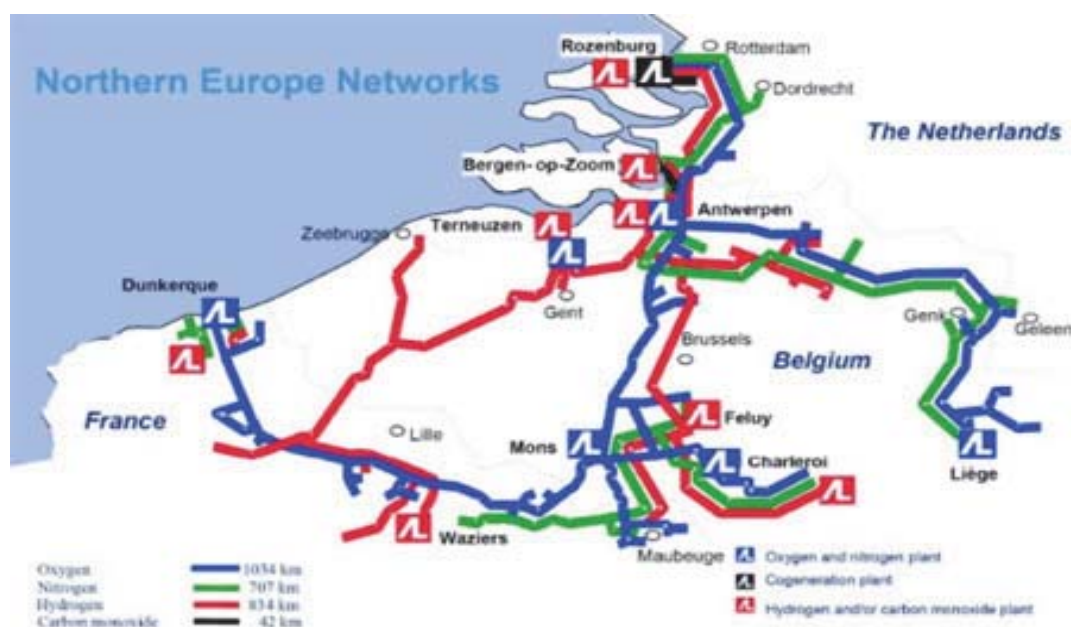 Northern Europe Networks
Rozenburg
Rotterdam
Dordrecht
The Netherlands
Bergen-op-Zoom
Antwerpen
Terneuzen
Zeebrugge
Dunkerque
Gent
Genk
Geleen
Brussels
Belgium
France
Lille
Mons
Feluy
Charleroi
Liège
Waziers
Maubeuge
Oxygen 1034 km
Nitrogen 707 km
Hydrogen 834 km
Carbon monoxide 42 km
Oxygen and nitrogen plant
Cogeneration plant
Hydrogen and/or carbon monoxide plant